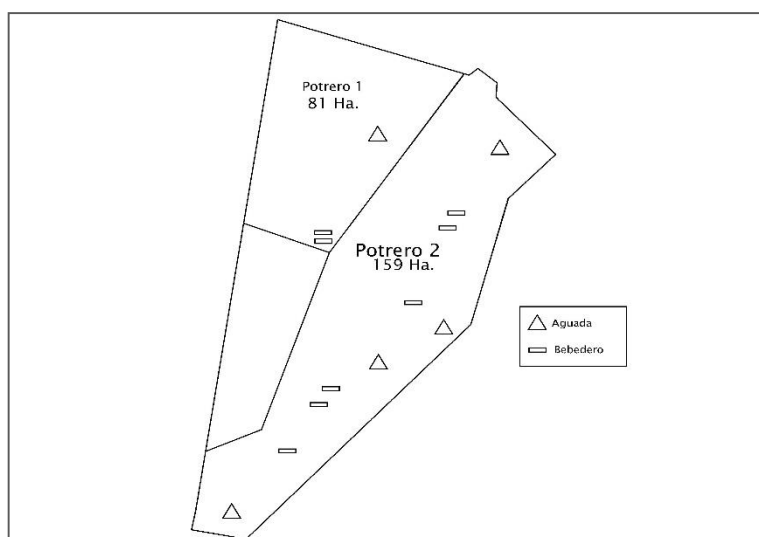 Potrero 1
81 Ha.
Potrero 2
159 Ha.
Aguada
Bebedero